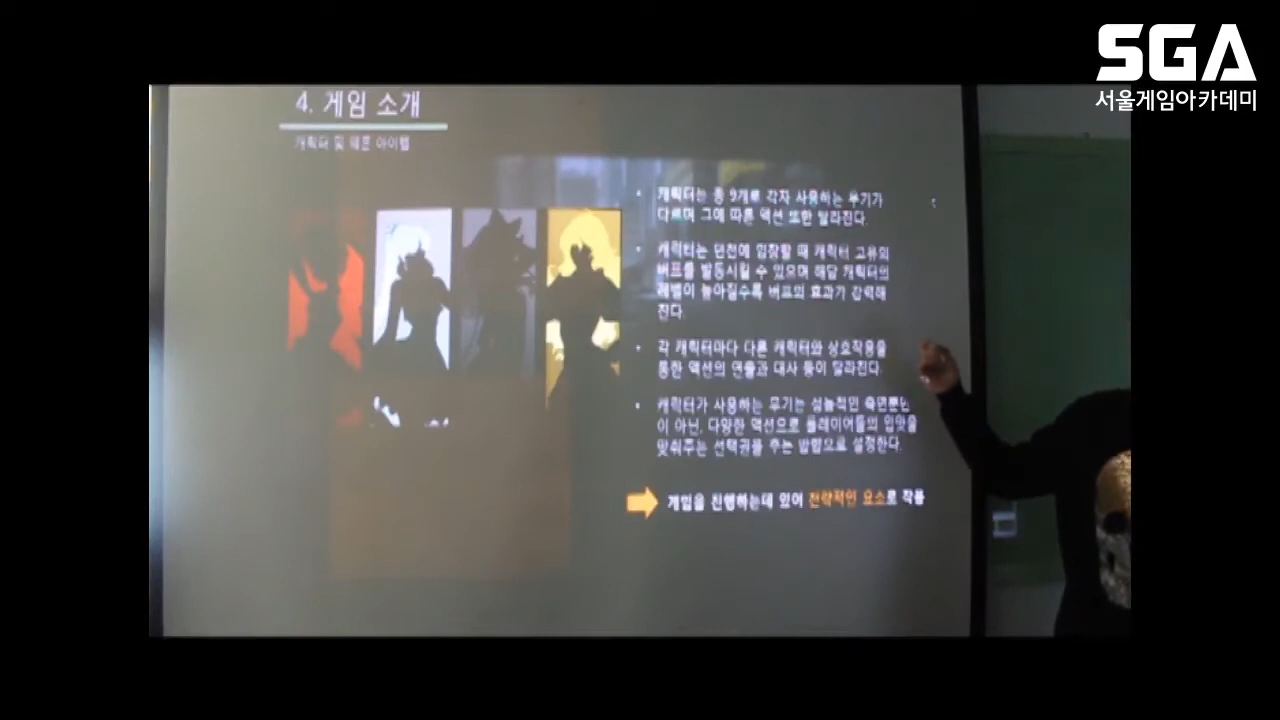 SGA
서울게임아카데미
4. 게임 소개
캐릭터 및 웨폰 아이템
캐릭터는 총 9개로 각자 사용하는 무기가
다르며 그에 따른 액션 또한 달라진다.
캐릭터는 던전에 입장할 때 캐릭터 고유의
버프를 발동시킬 수 있으며 해당 캐릭터의
레벨이 높아질수록 버프의 효과가 강력해
진다.
각 캐릭터마다 다른 캐릭터와 상호작용을
통한 액션의 연출과 대사 등이 달라진다.
캐릭터가 사용하는 무기는 성능적인 측면뿐만
이 아닌, 다양한 액션으로 플레이어들의 입맛을
맞춰주는 선택권을 주는 방향으로 설정한다.
게임을 진행하는데 있어 전략적인 요소로 작용